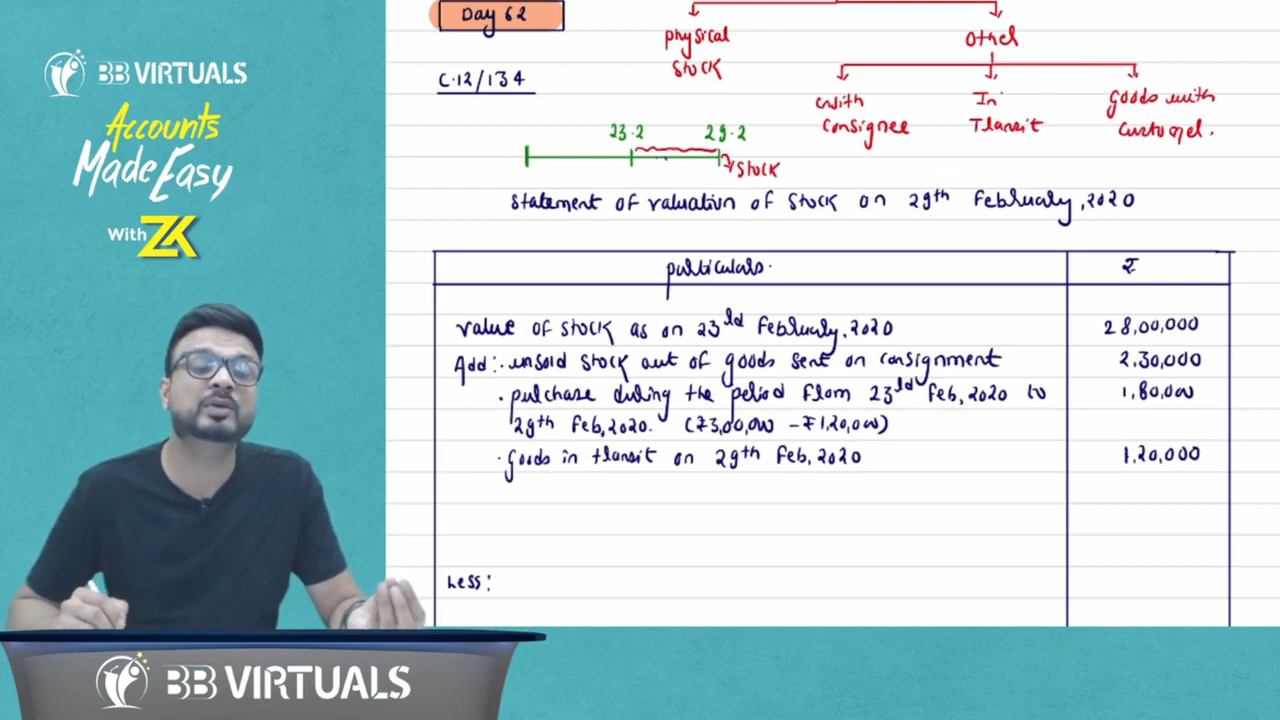 BB VIRTUALS
Accounts
Made Easy
With ZK
Day 62
C.12/134
physical
stock
Other
with
consignee
In
Transit
Goods with
customer.
23.2
29.2
stock
Statement of valuation of stock on 29th February, 2020
particulars.
₹
value of stock as on 23rd February, 2020
28,00,000
Add:. unsold stock out of goods sent on consignment
2,30,000
. purchase during the period from 23rd Feb, 2020 to
1,80,000
29th Feb, 2020. (₹3,00,000 - ₹1,20,000)
. Goods in transit on 29th Feb, 2020
1,20,000
Less:
BB VIRTUALS